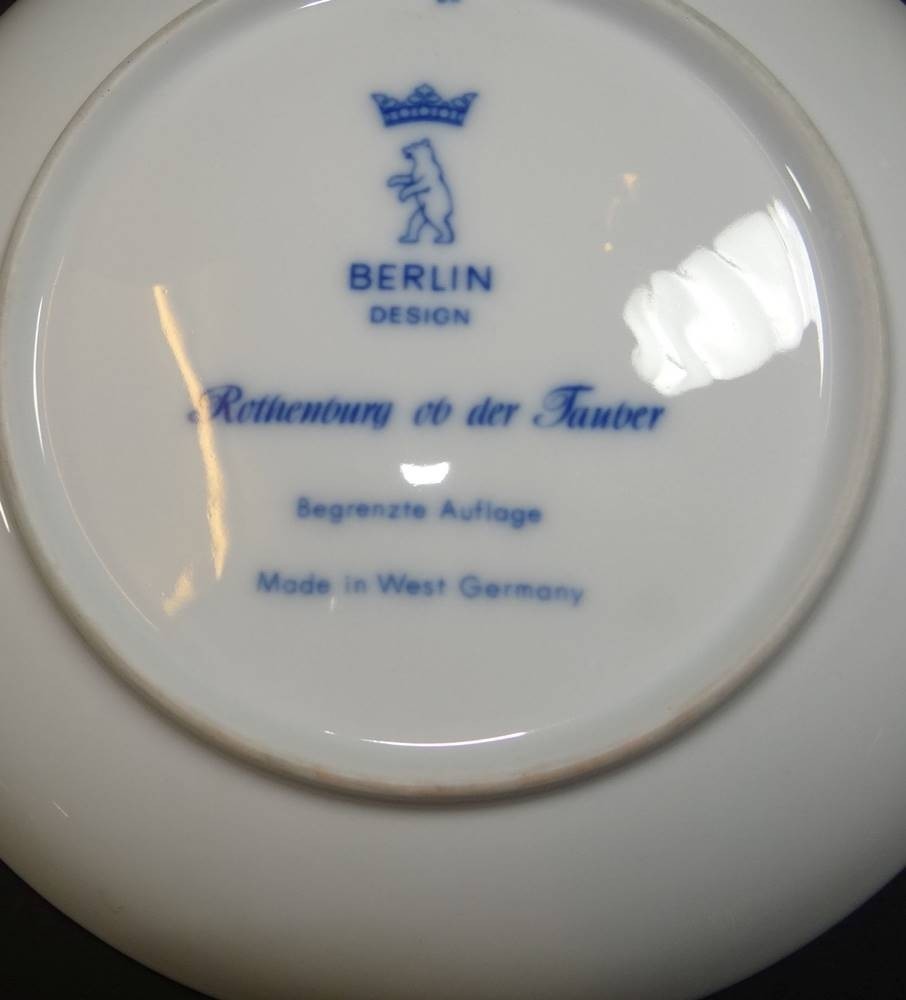 BERLIN
DESIGN
Rothenburg ob der Tauber
Begrenzte Auflage
Made in West Germany